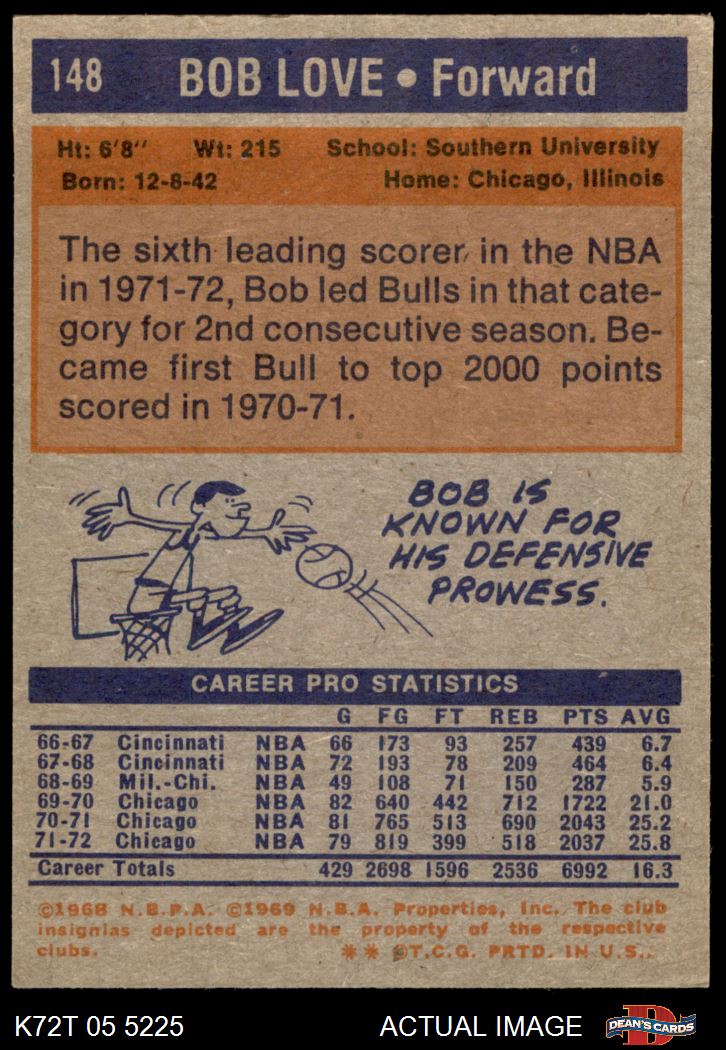 148 BOB LOVE • Forward
Ht: 6'8" Wt: 215 School: Southern University
Born: 12-8-42 Home: Chicago, Illinois
The sixth leading scorer in the NBA
in 1971-72, Bob led Bulls in that cate-
gory for 2nd consecutive season. Be-
came first Bull to top 2000 points
scored in 1970-71.
BOB IS
KNOWN FOR
HIS DEFENSIVE
PROWESS.
CAREER PRO STATISTICS
G FG FT REB PTS AVG
66-67 Cincinnati NBA 66 173 93 257 439 6.7
67-68 Cincinnati NBA 72 193 78 209 464 6.4
68-69 Mil.-Chi. NBA 49 108 71 150 287 5.9
69-70 Chicago NBA 82 640 442 712 1722 21.0
70-71 Chicago NBA 81 765 513 690 2043 25.2
71-72 Chicago NBA 79 819 399 518 2037 25.8
Career Totals 429 2698 1596 2536 6992 16.3
©1968 N.B.P.A. ©1969 N.B.A. Properties, Inc. The club
insignias depicted are the property of the respective
clubs. ** ©T.C.G. PRTD. IN U.S..
K72T 05 5225 ACTUAL IMAGE DEAN'S CARDS